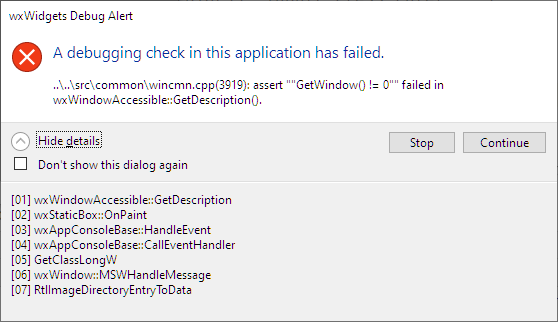 wxWidgets Debug Alert
A debugging check in this application has failed.
..\..\src\common\wincmn.cpp(3919): assert ""GetWindow() != 0"" failed in
wxWindowAccessible::GetDescription().
Hide details
Stop
Continue
Don't show this dialog again
[01] wxWindowAccessible::GetDescription
[02] wxStaticBox::OnPaint
[03] wxAppConsoleBase::HandleEvent
[04] wxAppConsoleBase::CallEventHandler
[05] GetClassLongW
[06] wxWindow::MSWHandleMessage
[07] RtlImageDirectoryEntryToData